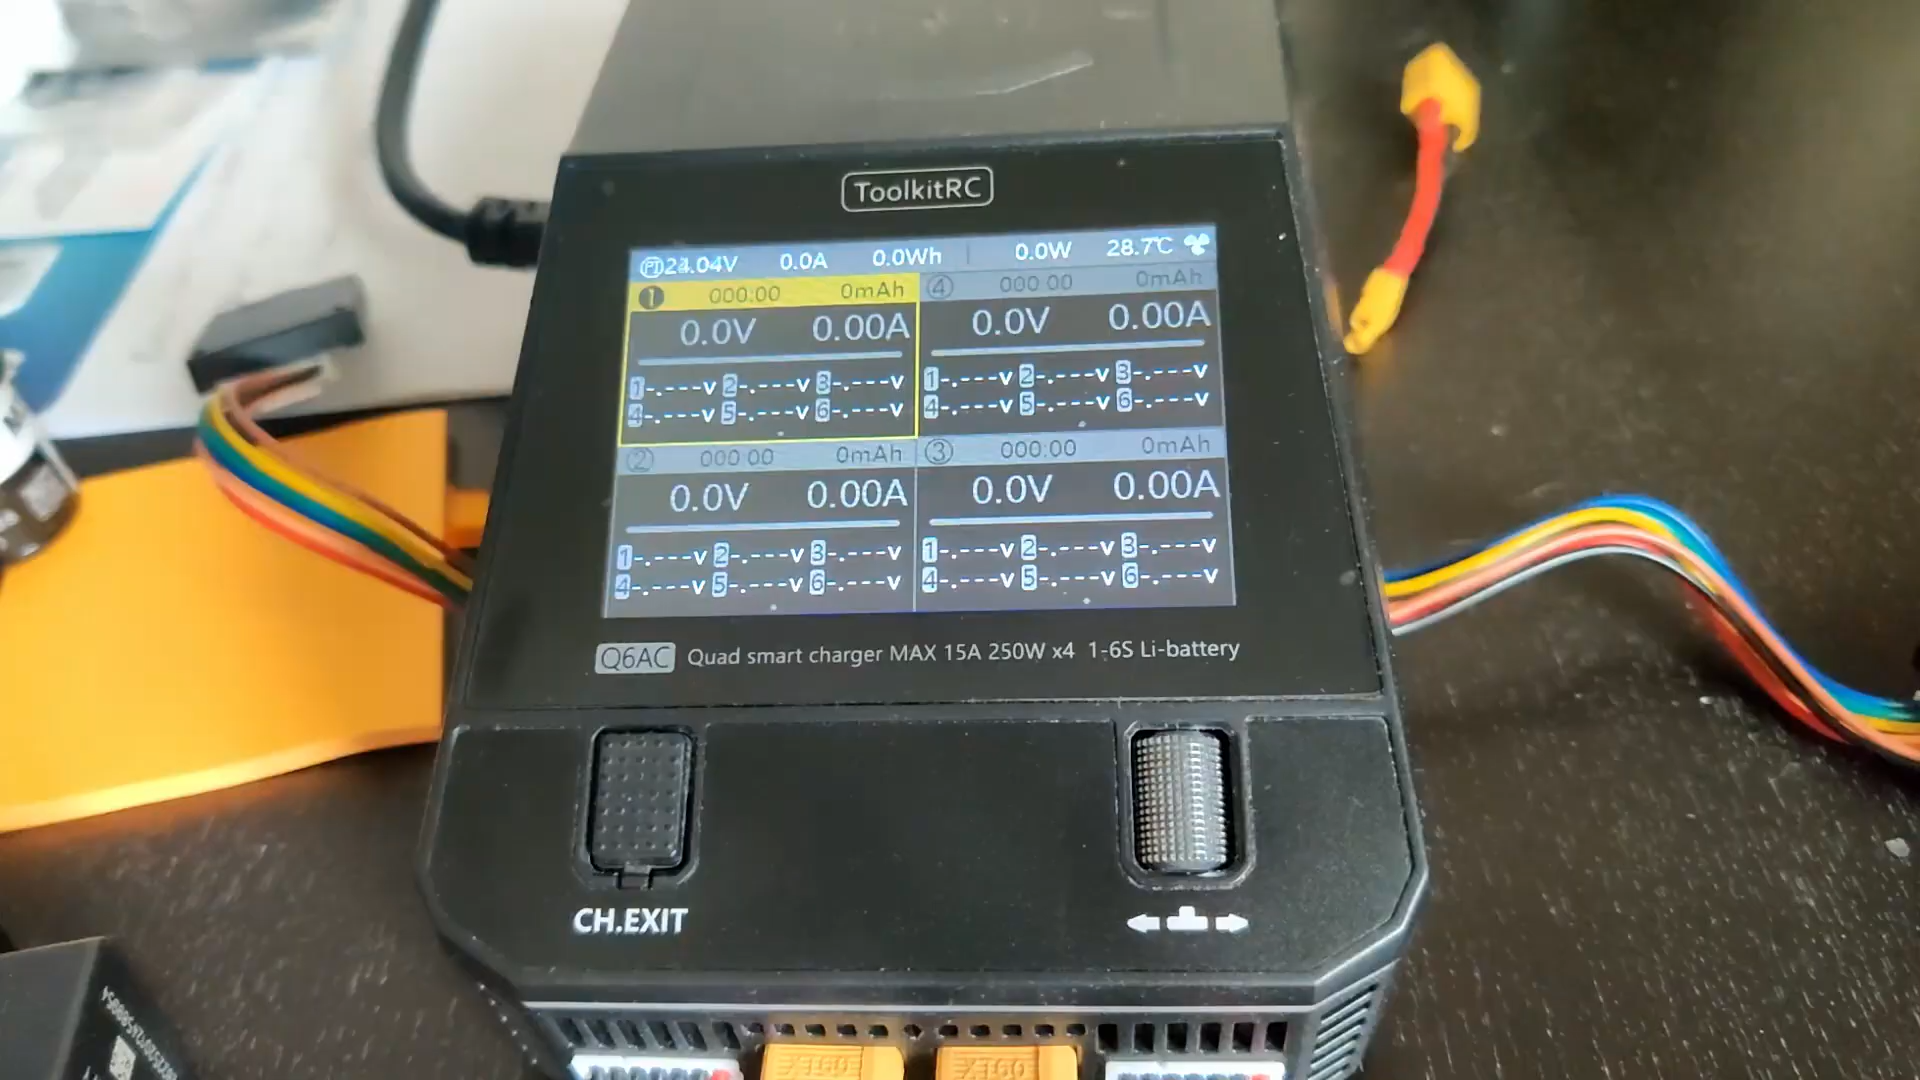 ToolkitRC
24.04V 0.0A 0.0Wh 0.0W 28.7℃
1 000:00 0mAh
0.0V 0.00A
1-.---V 2-.---V 3-.---V
4-.---V 5-.---V 6-.---V
4 000:00 0mAh
0.0V 0.00A
1-.---V 2-.---V 3-.---V
4-.---V 5-.---V 6-.---V
2 000:00 0mAh
0.0V 0.00A
1-.---V 2-.---V 3-.---V
4-.---V 5-.---V 6-.---V
3 000:00 0mAh
0.0V 0.00A
1-.---V 2-.---V 3-.---V
4-.---V 5-.---V 6-.---V
Q6AC Quad smart charger MAX 15A 250W x4 1-6S Li-battery
CH.EXIT
XT60 XT60